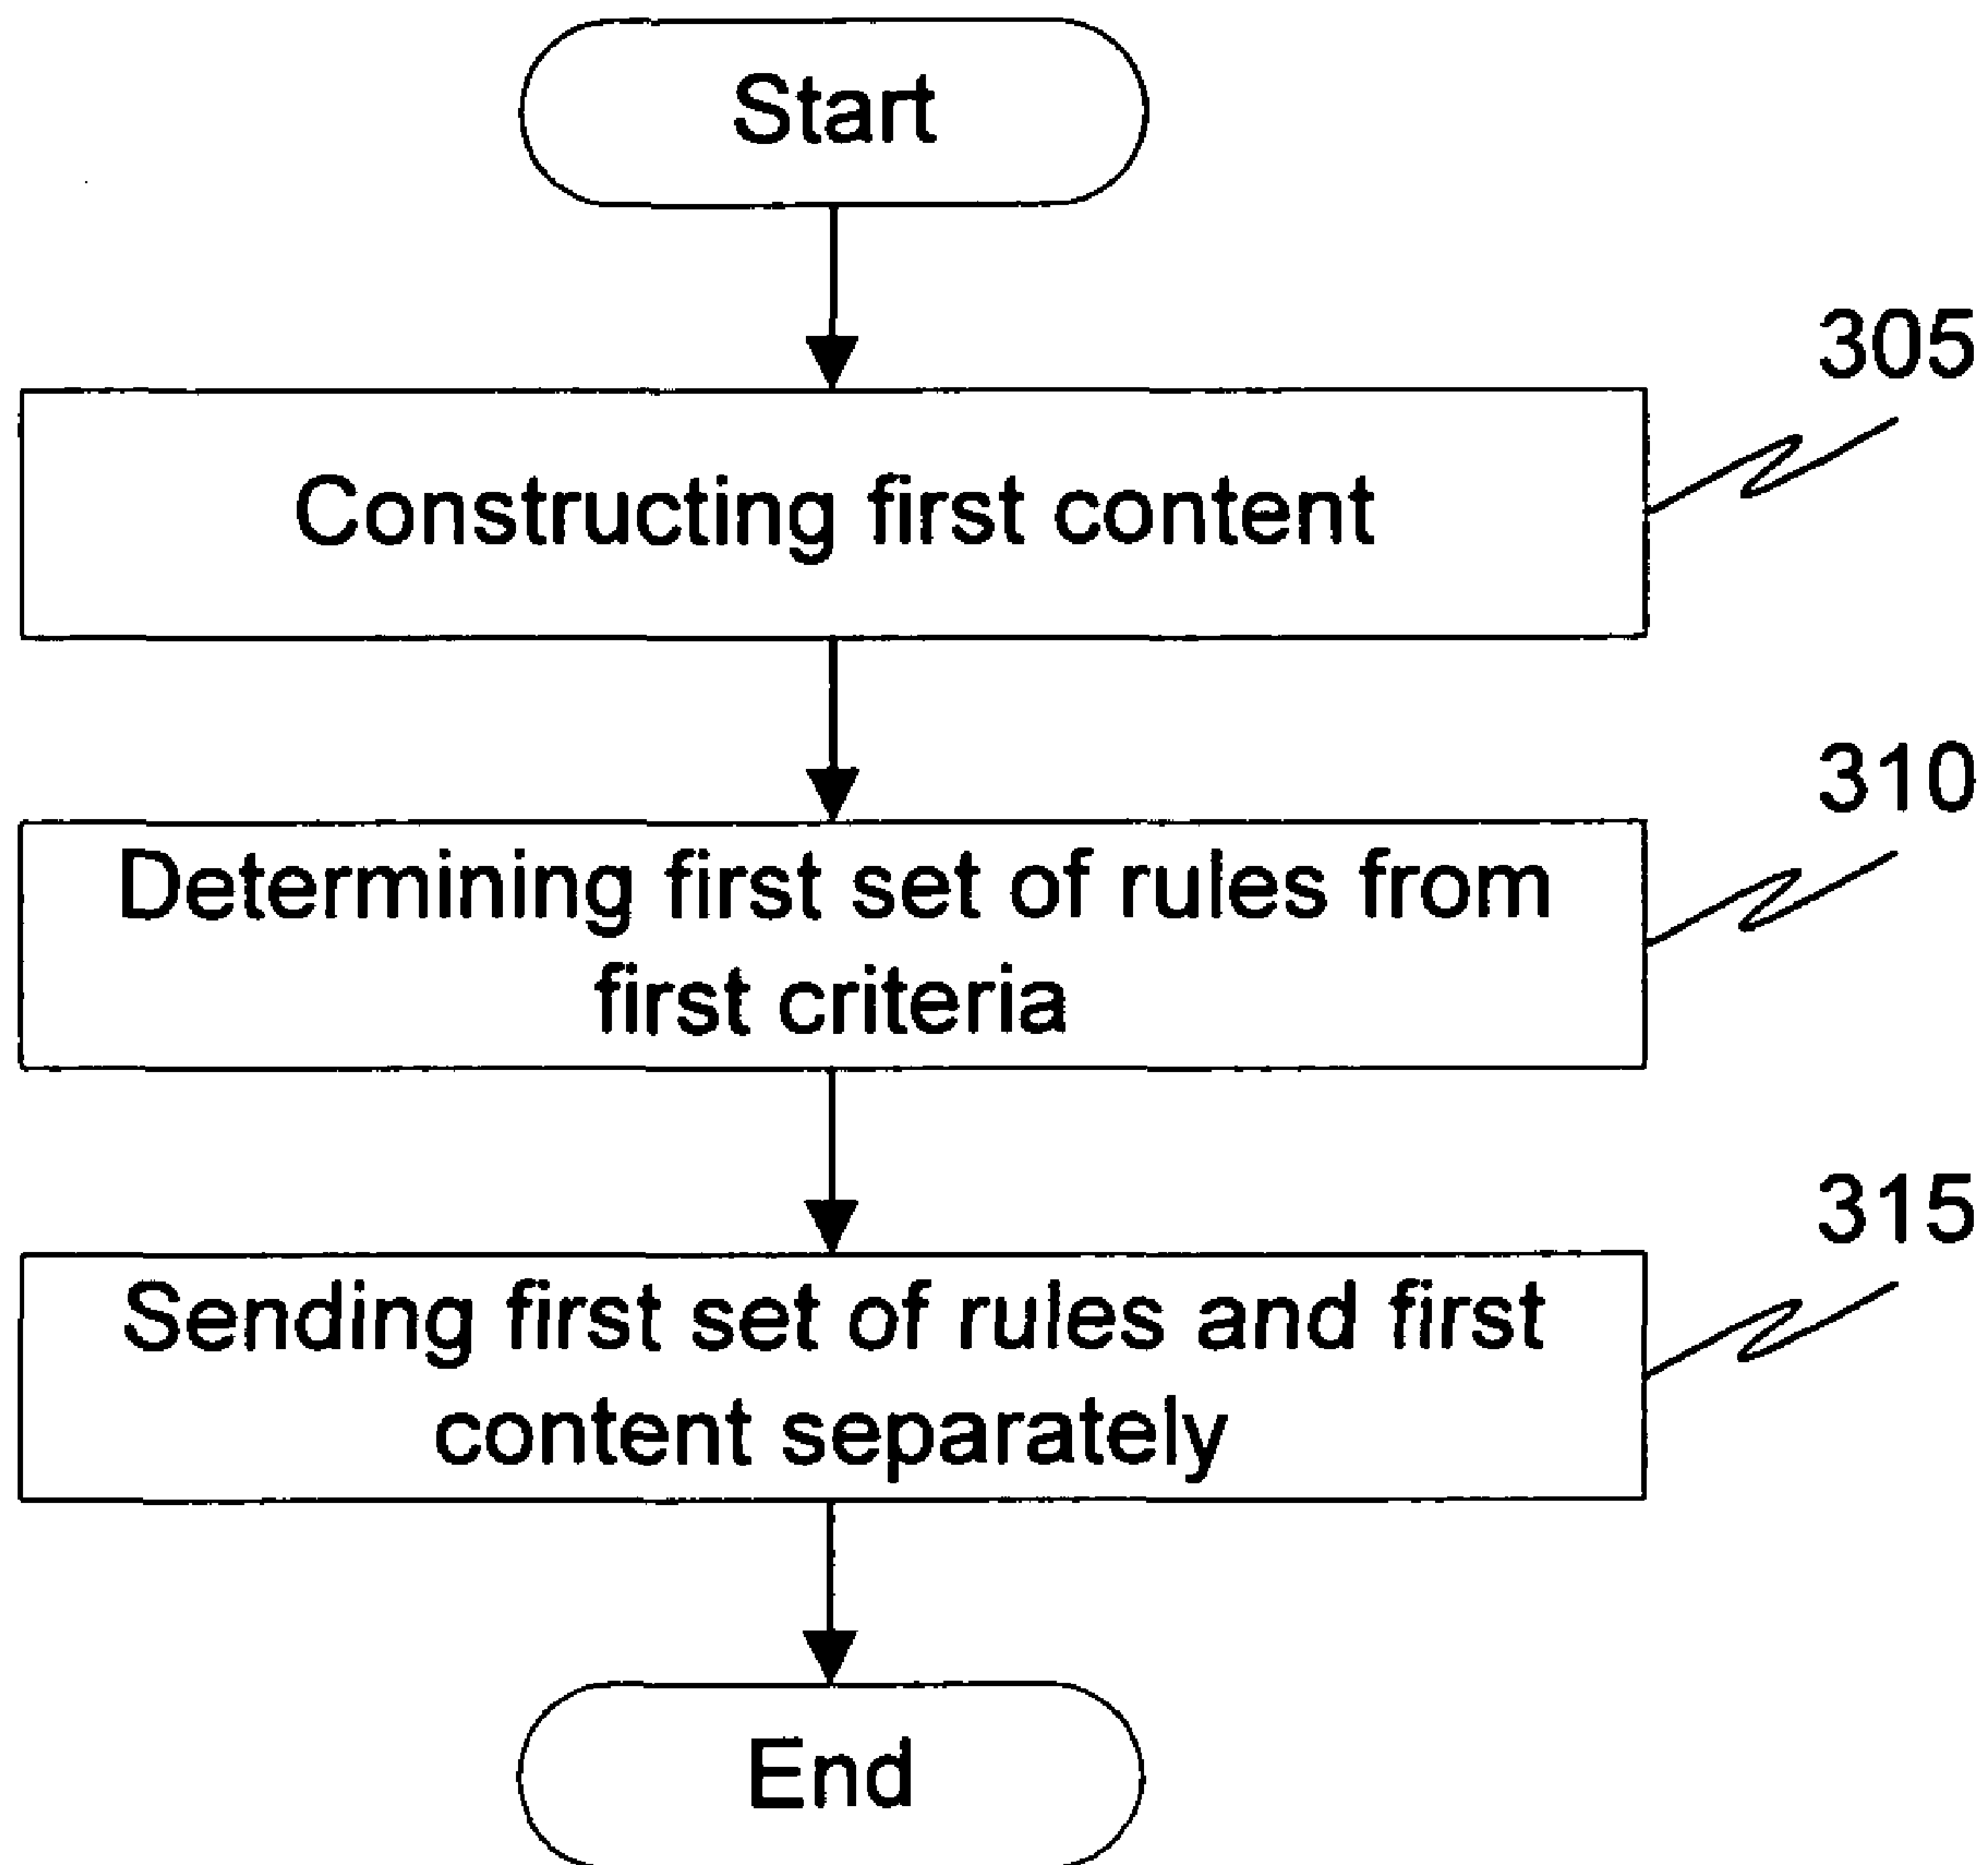 Start
305
Constructing first content
310
Determining first set of rules from
first criteria
315
Sending first set of rules and first
content separately
End